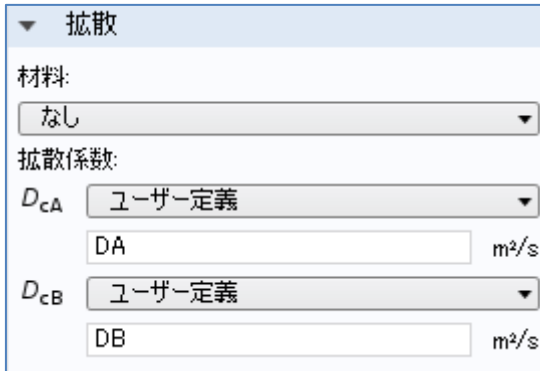 拡散
材料:
なし
拡散係数:
DcA ユーザー定義
DA m²/s
DcB ユーザー定義
DB m²/s